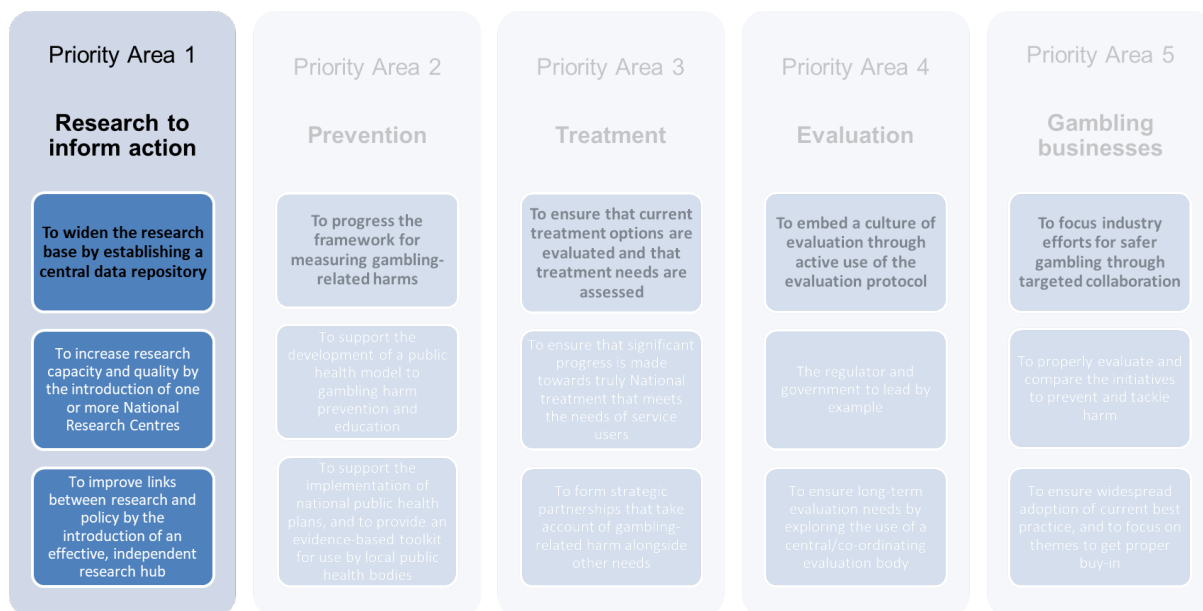 Priority Area 1
Research to
inform action
To widen the research
base by establishing a
central data repository
To increase research
capacity and quality by
the introduction of one
or more National
Research Centres
To improve links
between research and
policy by the
introduction of an
effective, independent
research hub
Priority Area 2
Prevention
To progress the
framework for
measuring gambling-
related harms
To support the
development of a public
health model to
gambling harm
prevention and
education
To support the
implementation of
national public health
plans, and to provide an
evidence-based toolkit
for use by local public
health bodies
Priority Area 3
Treatment
To ensure that current
treatment options are
evaluated and that
treatment needs are
assessed
To ensure that significant
progress is made
towards truly National
treatment that meets
the needs of service
users
To form strategic
partnerships that take
account of gambling-
related harm alongside
other needs
Priority Area 4
Evaluation
To embed a culture of
evaluation through
active use of the
evaluation protocol
The regulator and
government to lead by
example
To ensure long-term
evaluation needs by
exploring the use of a
central/co-ordinating
evaluation body
Priority Area 5
Gambling
businesses
To focus industry
efforts for safer
gambling through
targeted collaboration
To properly evaluate and
compare the initiatives
to prevent and tackle
harm
To ensure widespread
adoption of current best
practice, and to focus on
themes to get proper
buy-in